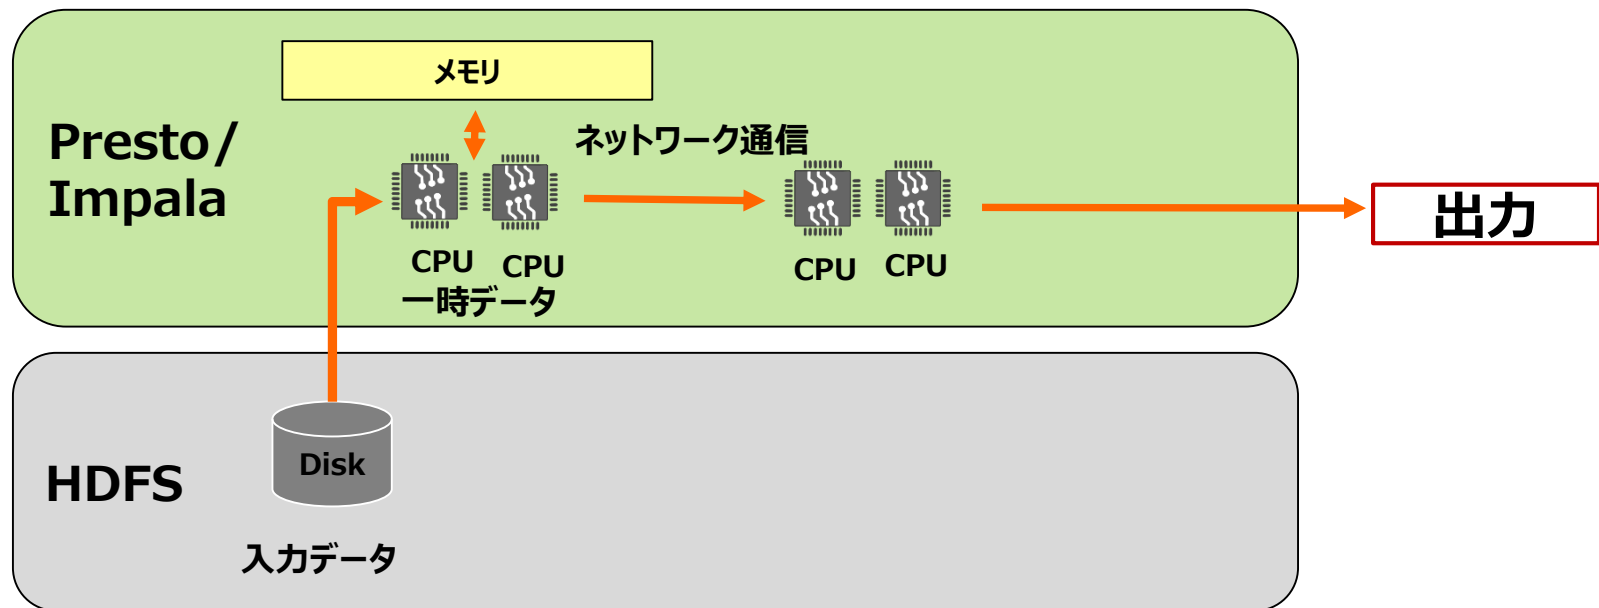 メモリ
Presto/
Impala
ネットワーク通信
CPU
CPU
一時データ
CPU
CPU
出力
HDFS
Disk
入力データ